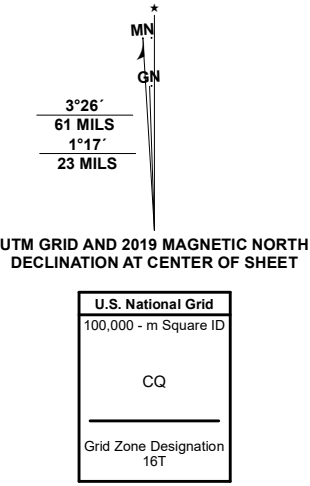 MN
GN
3°26´
61 MILS
1°17´
23 MILS
UTM GRID AND 2019 MAGNETIC NORTH
DECLINATION AT CENTER OF SHEET
U.S. National Grid
100,000 - m Square ID
CQ
Grid Zone Designation
16T